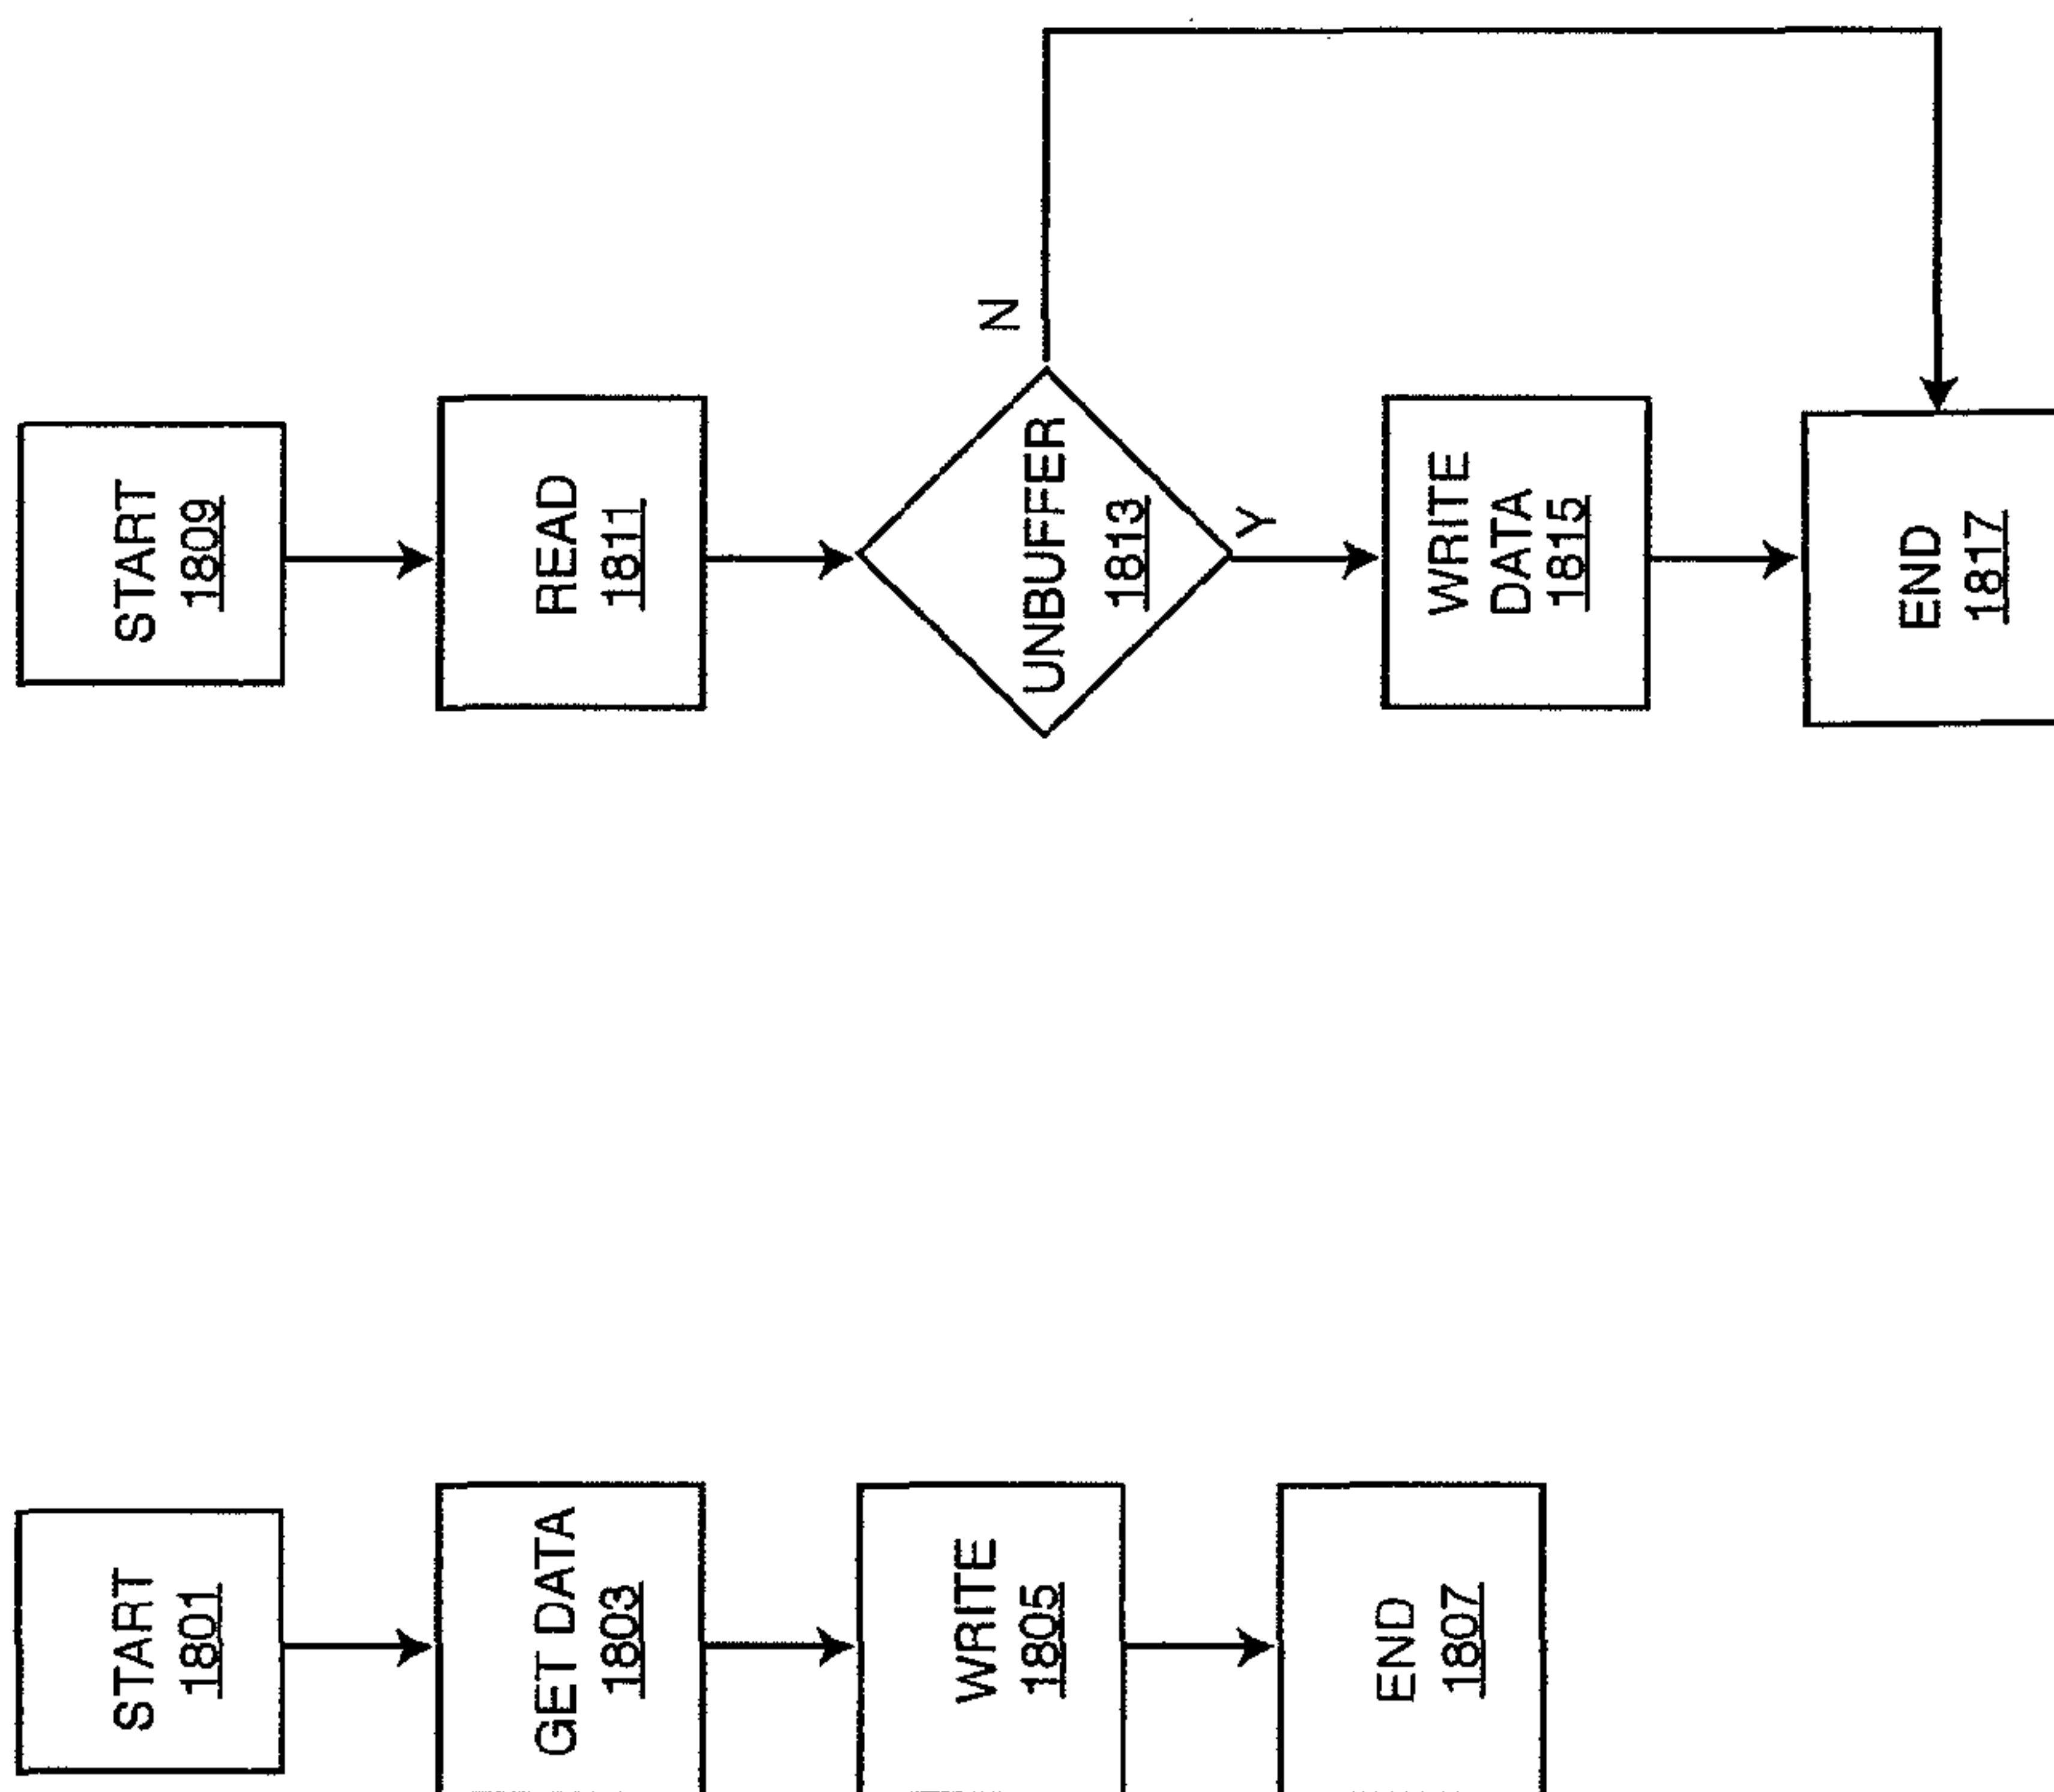 START
1801
GET DATA
1803
WRITE
1805
END
1807
START
1809
READ
1811
UNBUFFER
1813
N
Y
WRITE
DATA
1815
END
1817